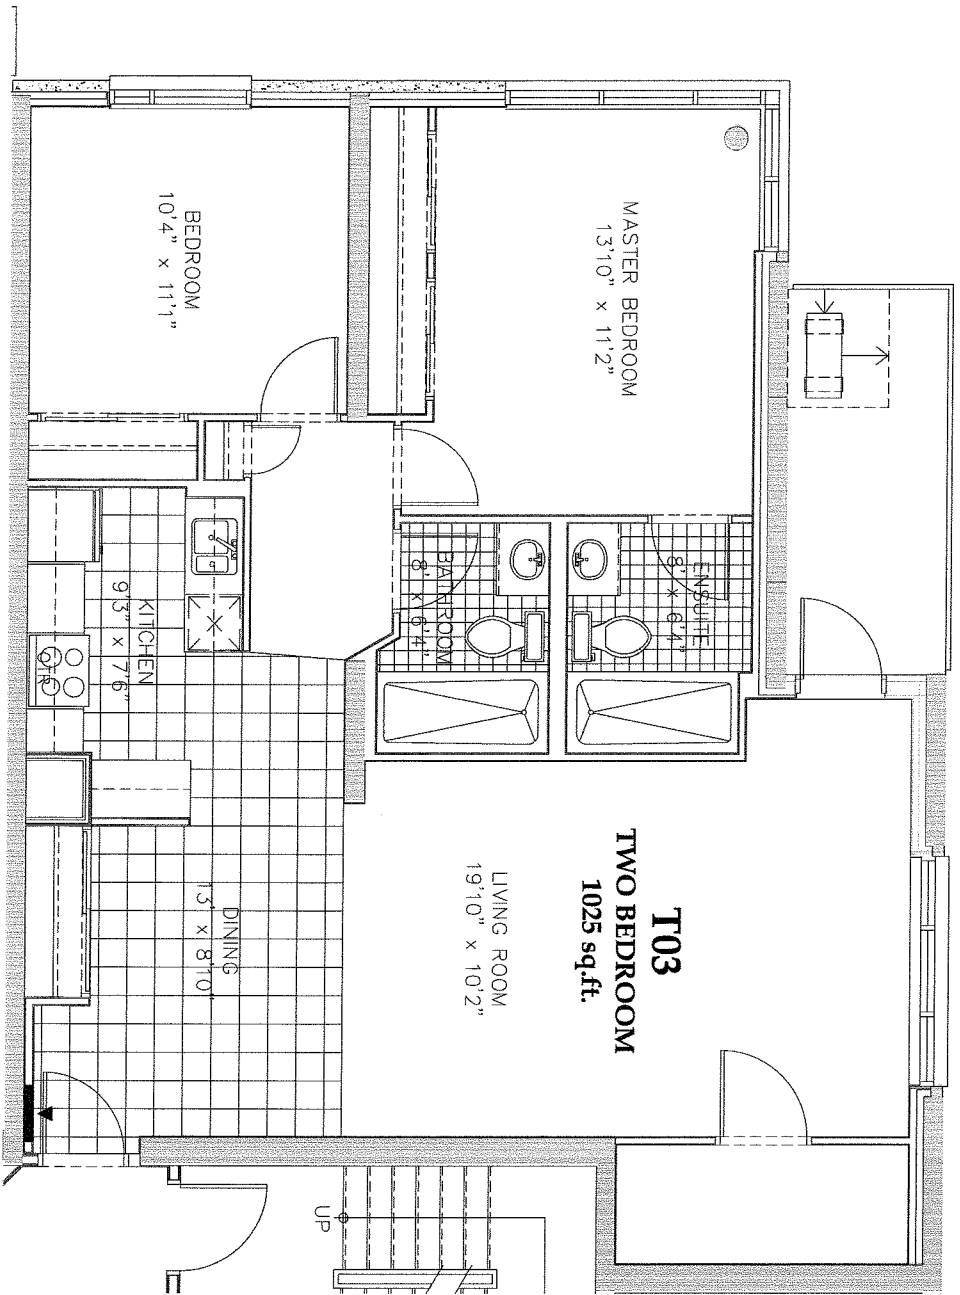 MASTER BEDROOM
13'10" x 11'2"
BEDROOM
10'4" x 11'1"
ENSUITE
8' x 6'4"
BATHROOM
8' x 6'4"
KITCHEN
9'3" x 7'6"
T03
TWO BEDROOM
1025 sq.ft.
LIVING ROOM
19'10" x 10'2"
DINING
13' x 8'10"
UP